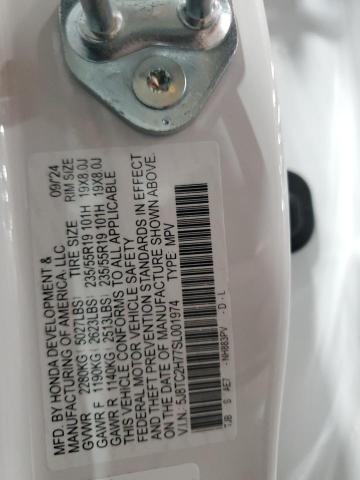 MFD. BY HONDA DEVELOPMENT & 09/'24
MANUFACTURING OF AMERICA, LLC
TIRE SIZE RIM SIZE
GVWR 2280KG( 5027LBS)
GAWR F 1190KG( 2623LBS) 235/55R19 101H 19X8.0J
GAWR R 1140KG( 2513LBS) 235/55R19 101H 19X8.0J
THIS VEHICLE CONFORMS TO ALL APPLICABLE
FEDERAL MOTOR VEHICLE SAFETY
AND THEFT PREVENTION STANDARDS IN EFFECT
ON THE DATE OF MANUFACTURE SHOWN ABOVE.
V.I.N.: 5J8TC2H77SL001974 TYPE: MPV
TJB S AE7 - NH883PV - D - L